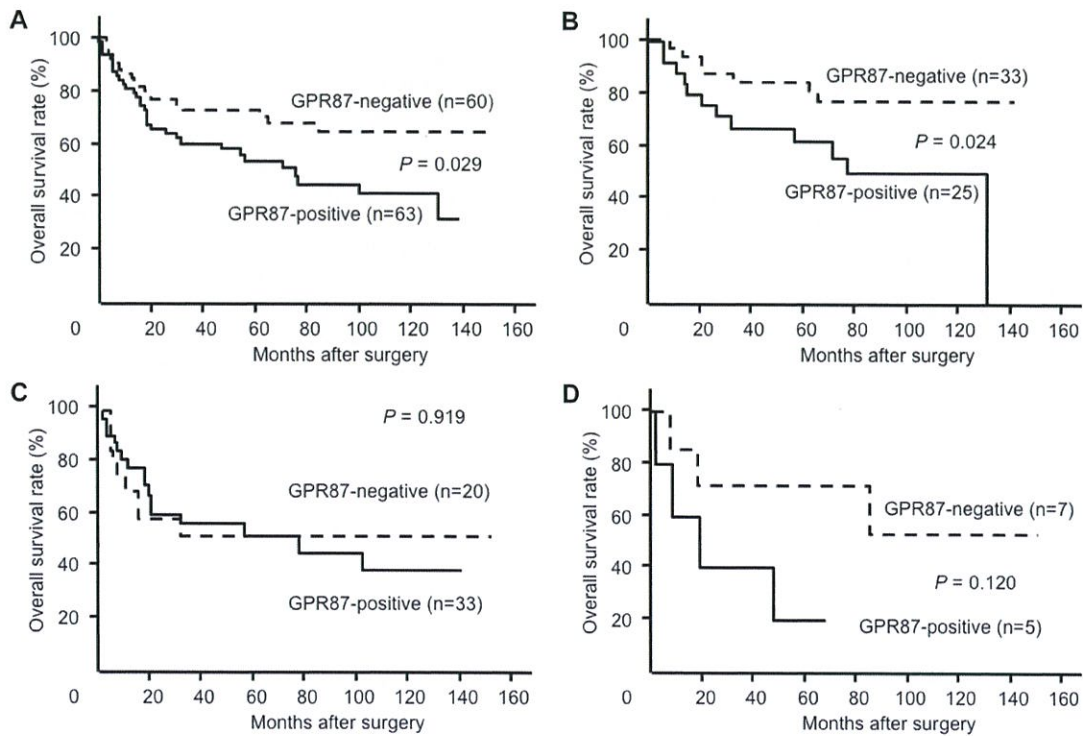 A
Overall survival rate (%)
100
80
60
40
20
0
GPR87-negative (n=60)
P = 0.029
GPR87-positive (n=63)
20 40 60 80 100 120 140 160
Months after surgery
B
Overall survival rate (%)
100
80
60
40
20
0
GPR87-negative (n=33)
P = 0.024
GPR87-positive (n=25)
20 40 60 80 100 120 140 160
Months after surgery
C
Overall survival rate (%)
100
80
60
40
20
0
P = 0.919
GPR87-negative (n=20)
GPR87-positive (n=33)
20 40 60 80 100 120 140 160
Months after surgery
D
Overall survival rate (%)
100
80
60
40
20
0
GPR87-negative (n=7)
P = 0.120
GPR87-positive (n=5)
20 40 60 80 100 120 140 160
Months after surgery